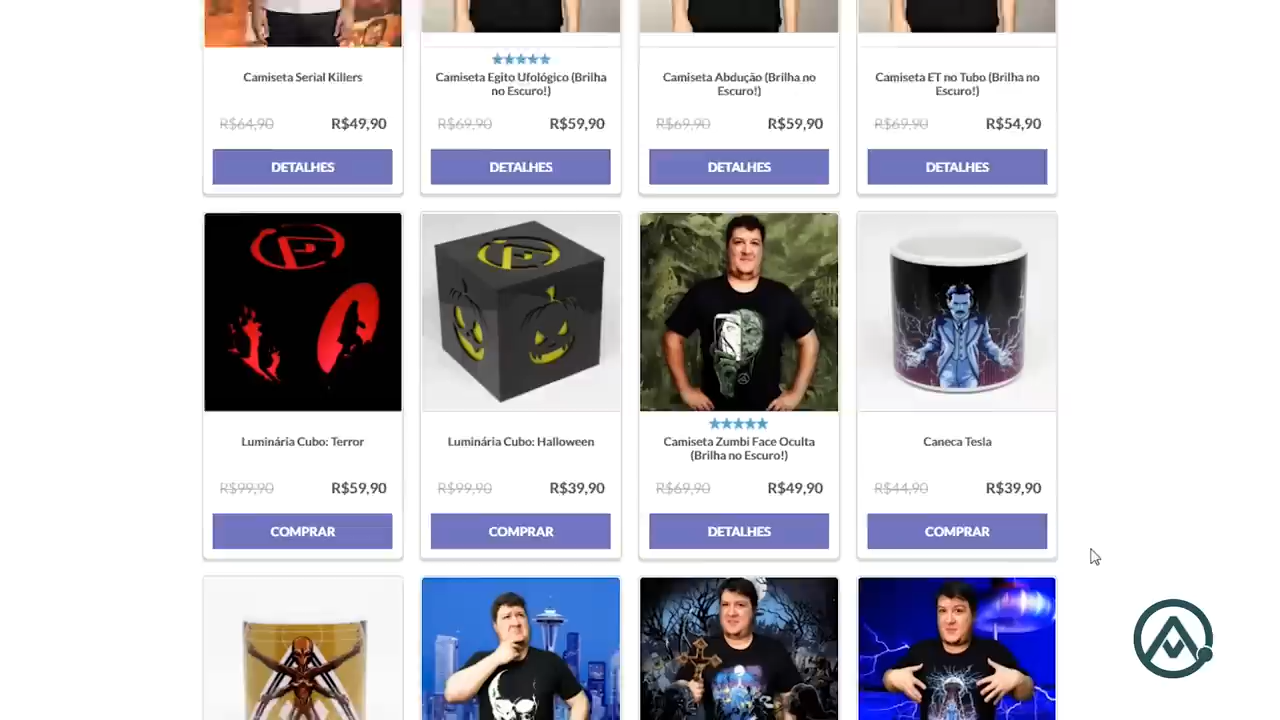 Camiseta Serial Killers
R$64,90 R$49,90
DETALHES
Camiseta Egito Ufológico (Brilha
no Escuro!)
R$69,90 R$59,90
DETALHES
Camiseta Abdução (Brilha no
Escuro!)
R$69,90 R$59,90
DETALHES
Camiseta ET no Tubo (Brilha no
Escuro!)
R$69,90 R$54,90
DETALHES
Luminária Cubo: Terror
R$99,90 R$59,90
COMPRAR
Luminária Cubo: Halloween
R$99,90 R$39,90
COMPRAR
Camiseta Zumbi Face Oculta
(Brilha no Escuro!)
R$69,90 R$49,90
DETALHES
Caneca Tesla
R$44,90 R$39,90
COMPRAR